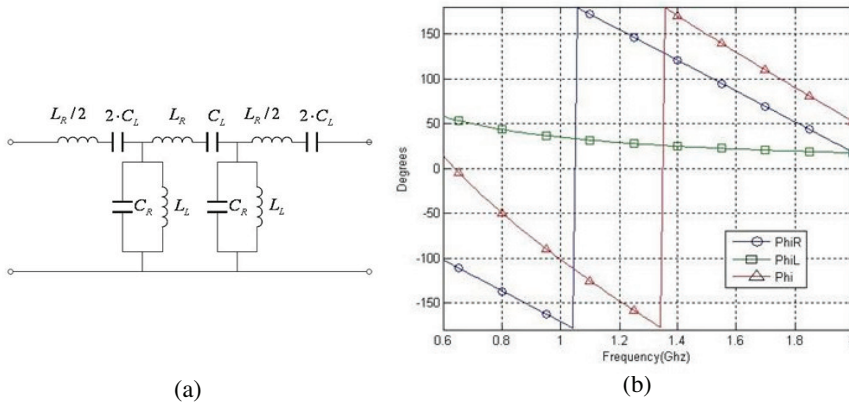 L_R/2 2·C_L L_R C_L L_R/2 2·C_L
C_R L_L C_R L_L
(a)
150
100
50
0
-50
-100
-150
Degrees
0.6 0.8 1 1.2 1.4 1.6 1.8 2
Frequency(Ghz)
PhiR
PhiL
Phi
(b)